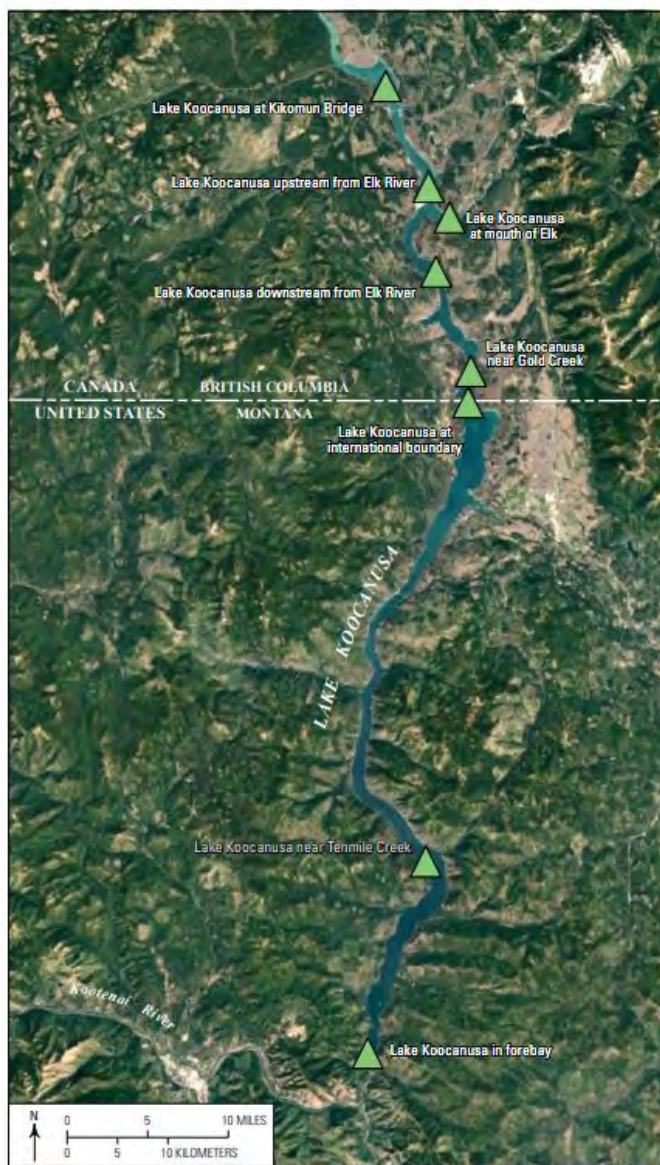 Lake Koocanusa at Kikomun Bridge
Lake Koocanusa upstream from Elk River
Lake Koocanusa
at mouth of Elk
Lake Koocanusa downstream from Elk River
Lake Koocanusa
near Gold Creek
CANADA BRITISH COLUMBIA
UNITED STATES MONTANA
Lake Koocanusa at
international boundary
LAKE KOOCANUSA
Lake Koocanusa near Tenmile Creek
Kootenai River
Lake Koocanusa in forebay
N
0 5 10 MILES
0 5 10 KILOMETERS